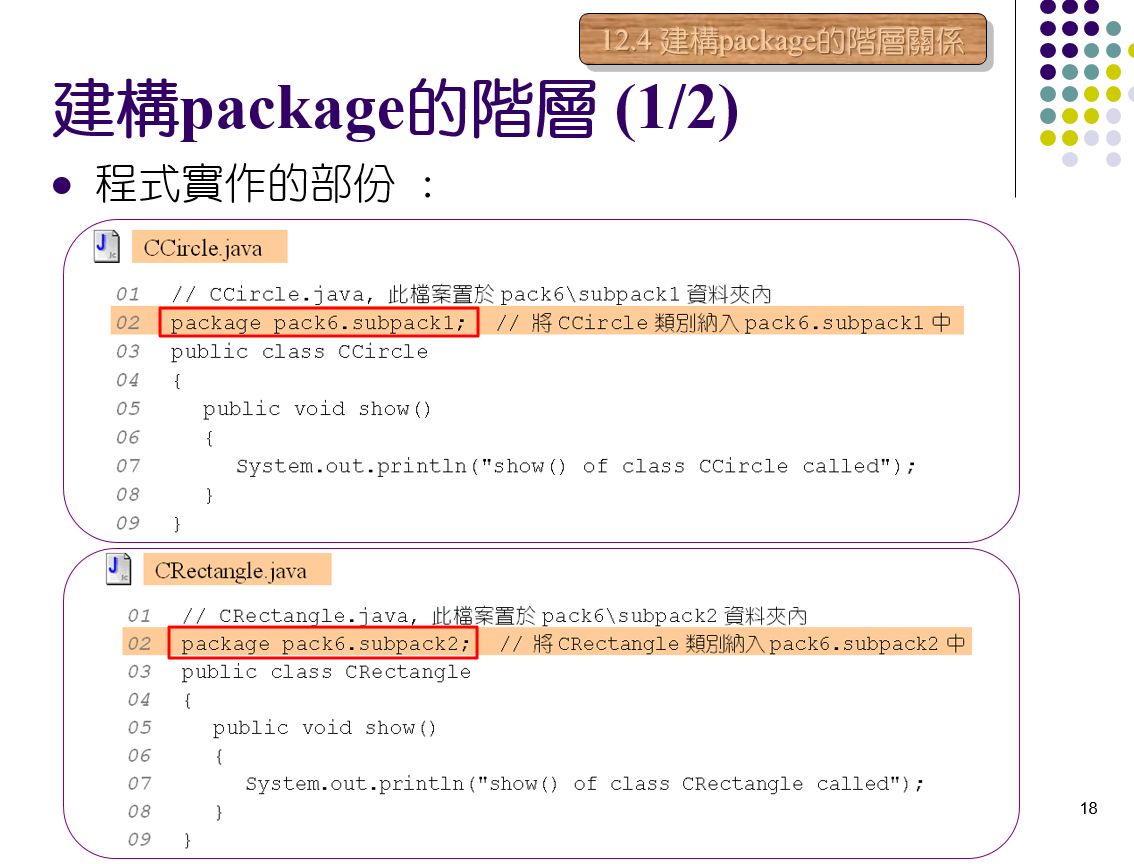 12.4 建構package的階層關係
建構package的階層 (1/2)
程式實作的部份 ：
CCircle.java
01 // CCircle.java, 此檔案置於 pack6\subpack1 資料夾內
02 package pack6.subpack1; // 將 CCircle 類別納入 pack6.subpack1 中
03 public class CCircle
04 {
05 public void show()
06 {
07 System.out.println("show() of class CCircle called");
08 }
09 }
CRectangle.java
01 // CRectangle.java, 此檔案置於 pack6\subpack2 資料夾內
02 package pack6.subpack2; // 將 CRectangle 類別納入 pack6.subpack2 中
03 public class CRectangle
04 {
05 public void show()
06 {
07 System.out.println("show() of class CRectangle called");
08 }
09 }
18